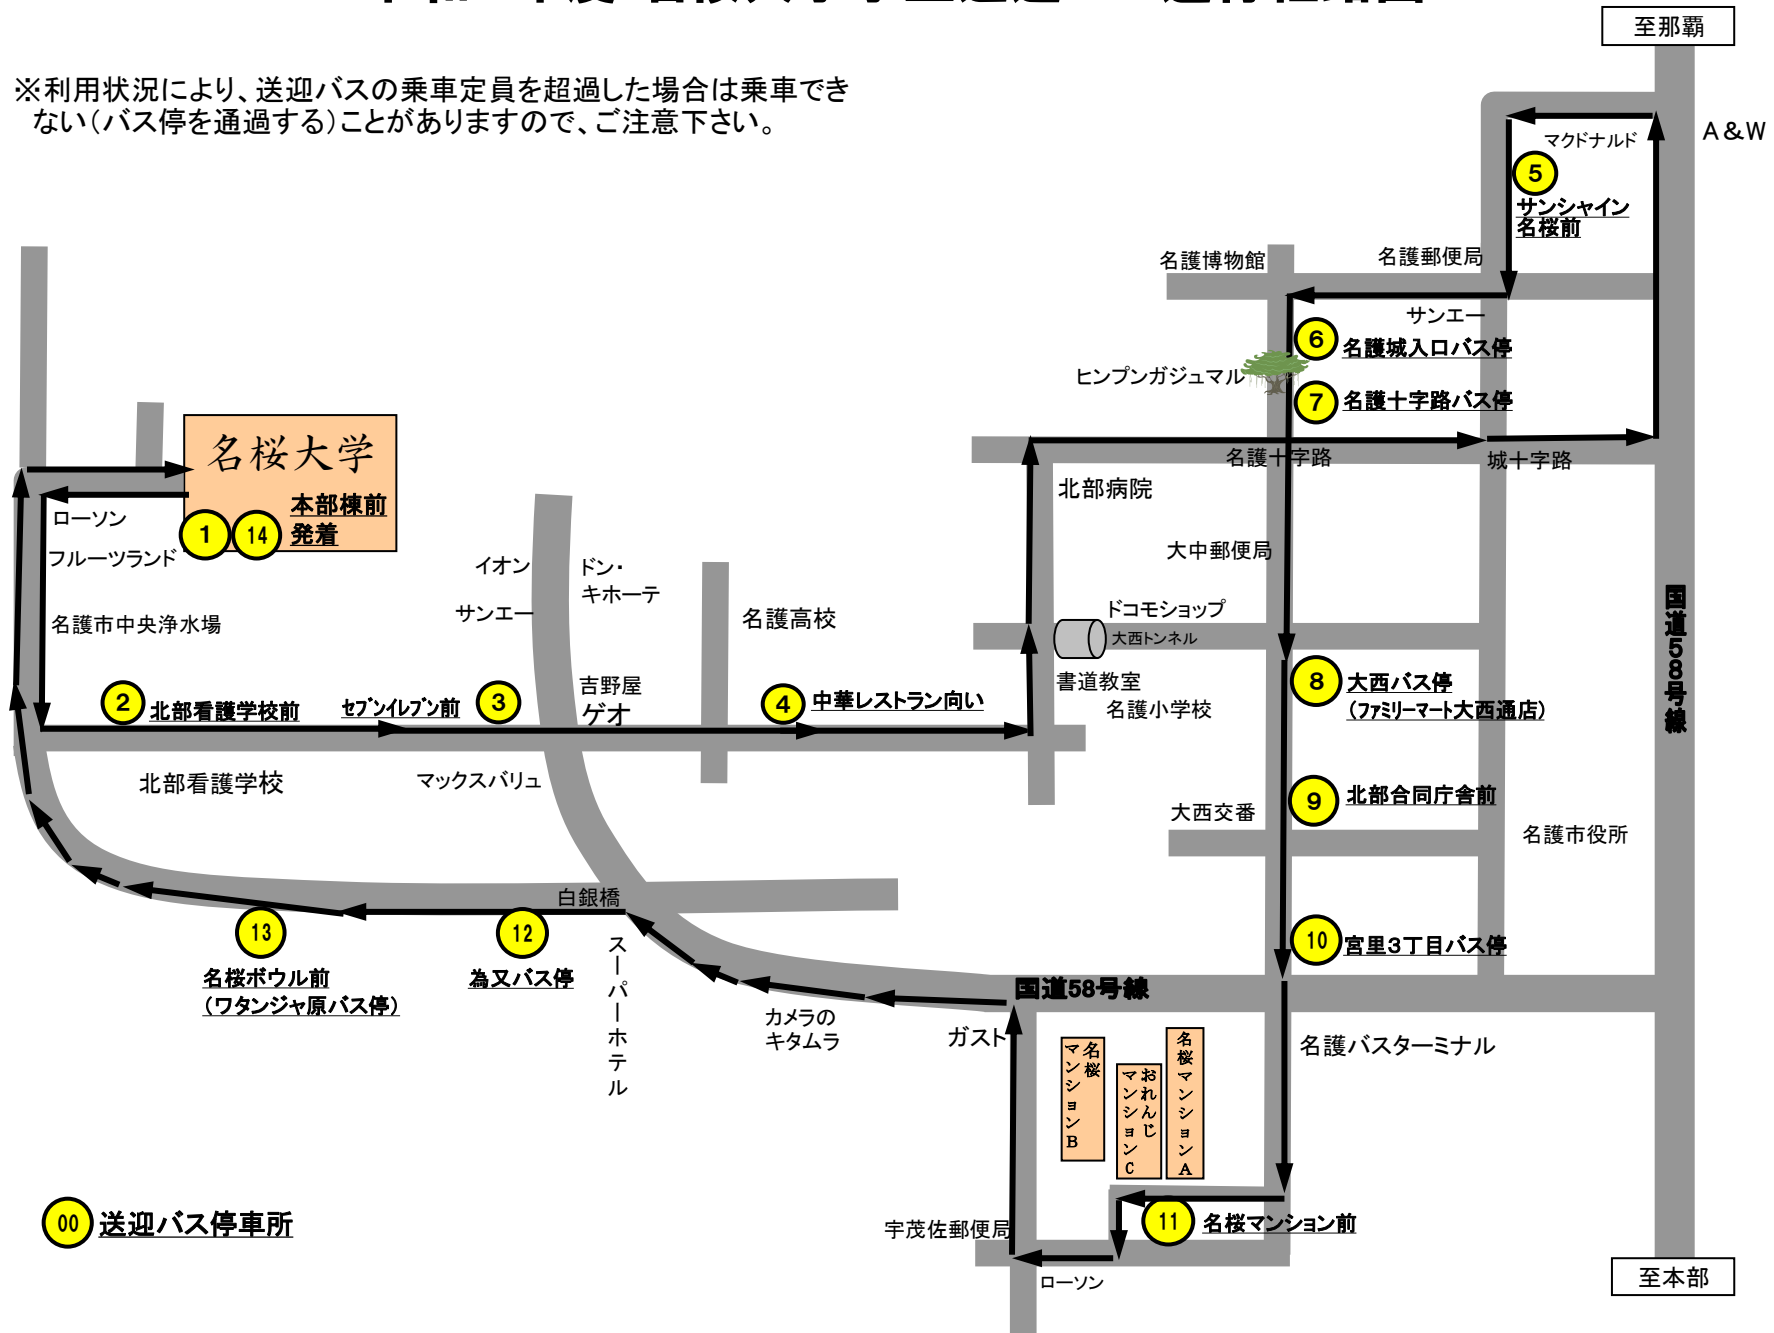 至那覇
※利用状況により、送迎バスの乗車定員を超過した場合は乗車でき
ない（バス停を通過する）ことがありますので、ご注意下さい。
A＆W
マクドナルド
5
サンシャイン
名桜前
名護博物館
名護郵便局
サンエー
6 名護城入口バス停
ヒンプンガジュマル
7 名護十字路バス停
名護十字路
城十字路
名桜大学
本部棟前
発着
1 14
ローソン
フルーツランド
名護市中央浄水場
イオン
サンエー
ドン・
キホーテ
名護高校
北部病院
大中郵便局
ドコモショップ
大西トンネル
書道教室
名護小学校
国道58号線
2 北部看護学校前
セブンイレブン前 3
吉野屋
ゲオ
4 中華レストラン向い
8 大西バス停
（ファミリーマート大西通店）
北部看護学校
マックスバリュ
9 北部合同庁舎前
大西交番
名護市役所
白銀橋
13
名桜ボウル前
（ワタンジャ原バス停）
12
為又バス停
スーパーホテル
10 宮里3丁目バス停
国道58号線
カメラの
キタムラ
ガスト
名桜
マンションB
おれんじ
マンションC
名桜マンションA
名護バスターミナル
宇茂佐郵便局
11 名桜マンション前
ローソン
00 送迎バス停車所
至本部